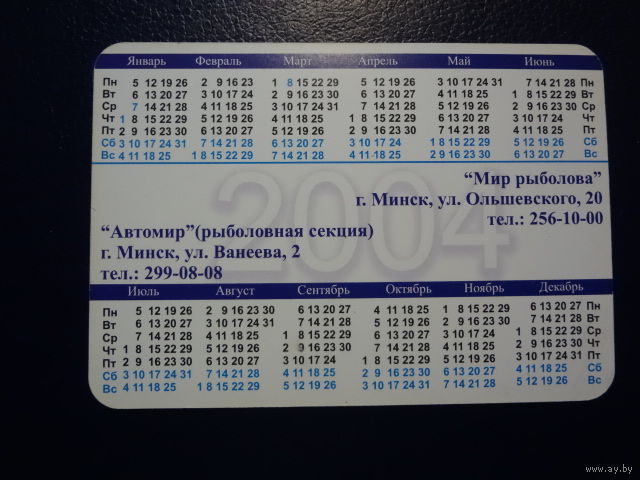 Январь Февраль Март Апрель Май Июнь
Пн 5 12 19 26 2 9 16 23 1 8 15 22 29 5 12 19 26 3 10 17 24 31 7 14 21 28 Пн
Вт 6 13 20 27 3 10 17 24 2 9 16 23 30 6 13 20 27 4 11 18 25 1 8 15 22 29 Вт
Ср 7 14 21 28 4 11 18 25 3 10 17 24 31 7 14 21 28 5 12 19 26 2 9 16 23 30 Ср
Чт 1 8 15 22 29 5 12 19 26 4 11 18 25 1 8 15 22 29 6 13 20 27 3 10 17 24 Чт
Пт 2 9 16 23 30 6 13 20 27 5 12 19 26 2 9 16 23 30 7 14 21 28 4 11 18 25 Пт
Сб 3 10 17 24 31 7 14 21 28 6 13 20 27 3 10 17 24 1 8 15 22 29 5 12 19 26 Сб
Вс 4 11 18 25 1 8 15 22 29 7 14 21 28 4 11 18 25 2 9 16 23 30 6 13 20 27 Вс
2004
“Мир рыболова”
г. Минск, ул. Ольшевского, 20
тел.: 256-10-00
“Автомир”(рыболовная секция)
г. Минск, ул. Ванеева, 2
тел.: 299-08-08
Июль Август Сентябрь Октябрь Ноябрь Декабрь
Пн 5 12 19 26 2 9 16 23 30 6 13 20 27 4 11 18 25 1 8 15 22 29 6 13 20 27 Пн
Вт 6 13 20 27 3 10 17 24 31 7 14 21 28 5 12 19 26 2 9 16 23 30 7 14 21 28 Вт
Ср 7 14 21 28 4 11 18 25 1 8 15 22 29 6 13 20 27 3 10 17 24 1 8 15 22 29 Ср
Чт 1 8 15 22 29 5 12 19 26 2 9 16 23 30 7 14 21 28 4 11 18 25 2 9 16 23 30 Чт
Пт 2 9 16 23 30 6 13 20 27 3 10 17 24 1 8 15 22 29 5 12 19 26 3 10 17 24 31 Пт
Сб 3 10 17 24 31 7 14 21 28 4 11 18 25 2 9 16 23 30 6 13 20 27 4 11 18 25 Сб
Вс 4 11 18 25 1 8 15 22 29 5 12 19 26 3 10 17 24 31 7 14 21 28 5 12 19 26 Вс
www.ay.by